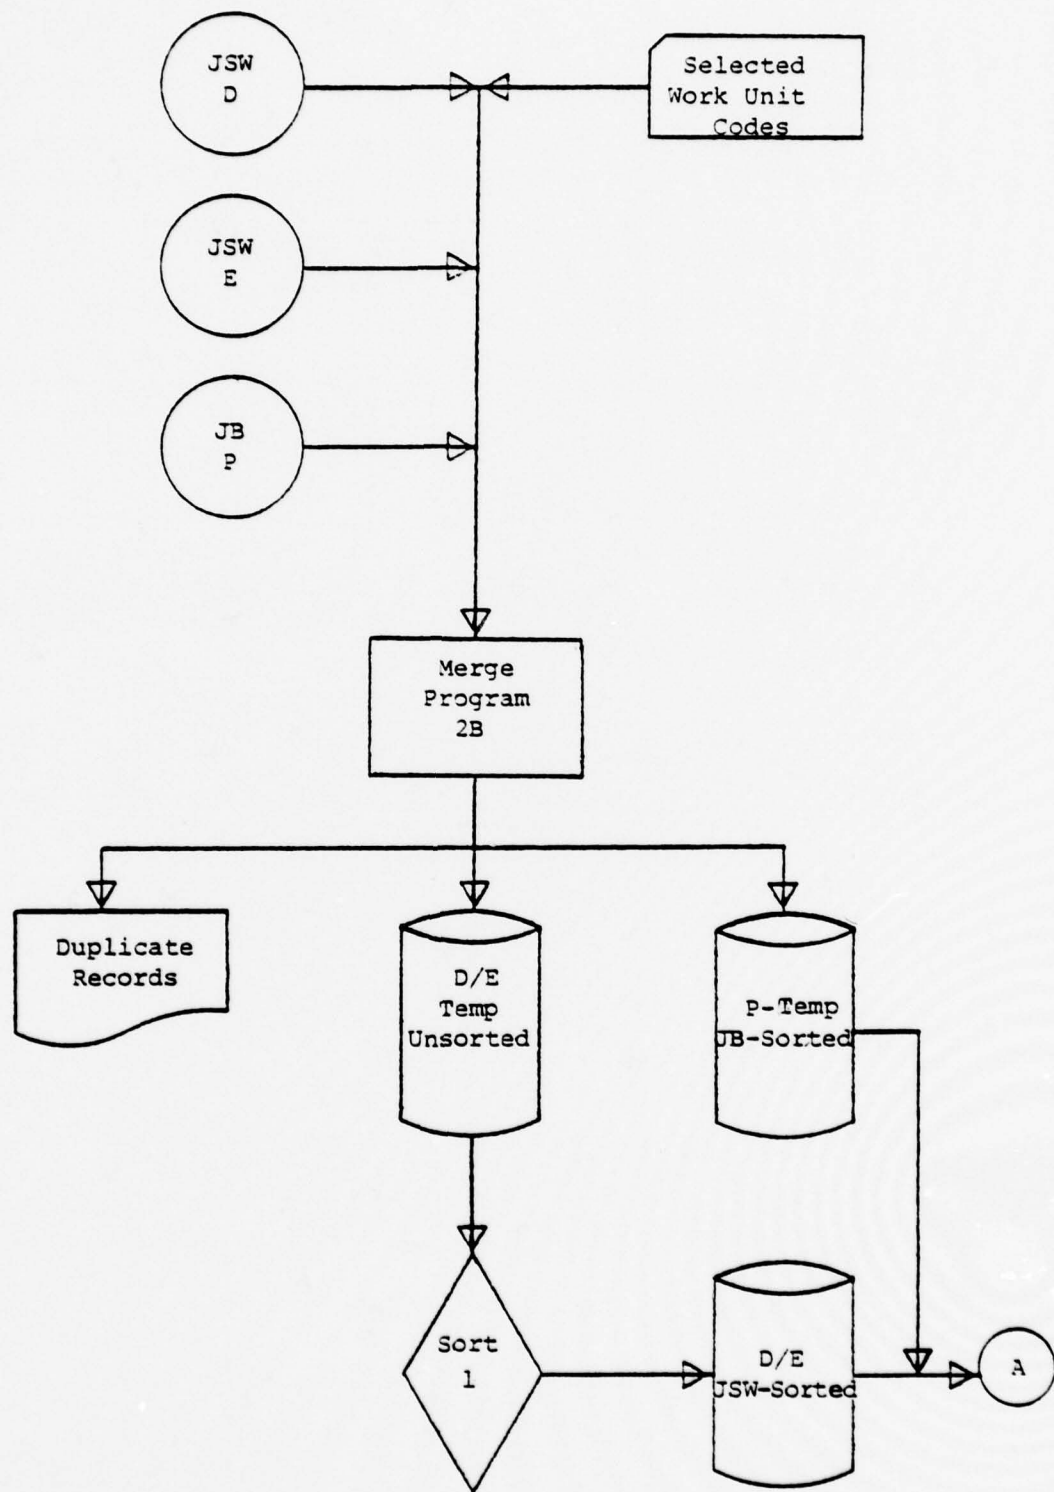 JSW
D
Selected
Work Unit
Codes
JSW
E
JB
P
Merge
Program
2B
Duplicate
Records
D/E
Temp
Unsorted
P-Temp
JB-Sorted
Sort
1
D/E
JSW-Sorted
A